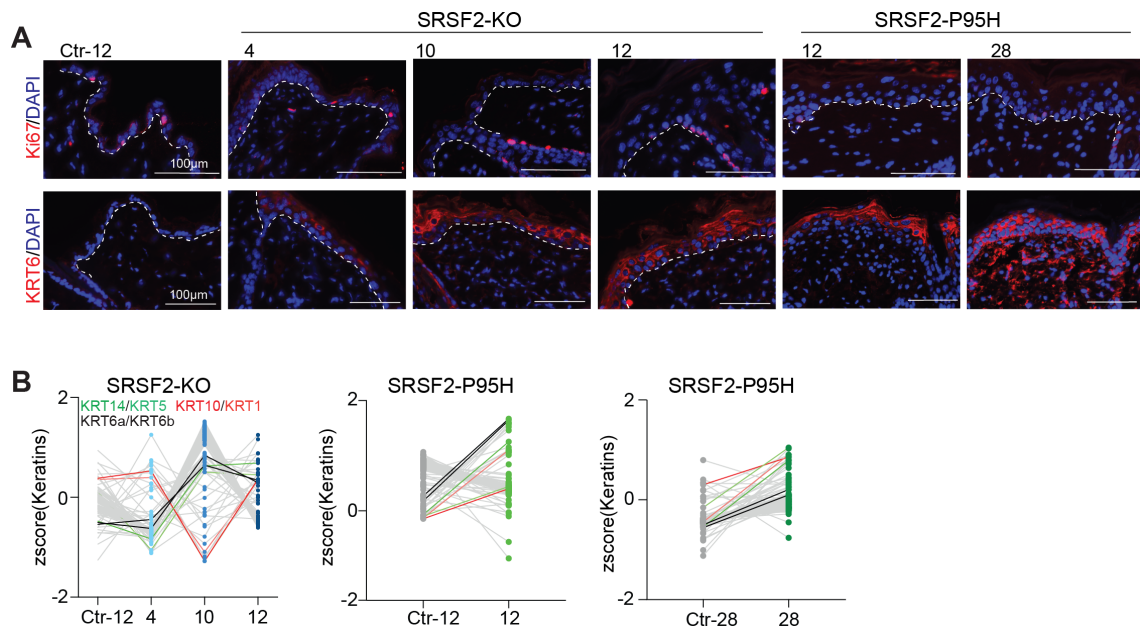 SRSF2-KO SRSF2-P95H
A
Ctr-12 4 10 12 12 28
Ki67/DAPI
100μm
KRT6/DAPI
100μm
B
SRSF2-KO SRSF2-P95H SRSF2-P95H
KRT14/KRT5 KRT10/KRT1
KRT6a/KRT6b
zscore(Keratins)
2
0
-2
Ctr-12 4 10 12
zscore(Keratins)
2
0
-2
Ctr-12 12
zscore(Keratins)
2
0
-2
Ctr-28 28